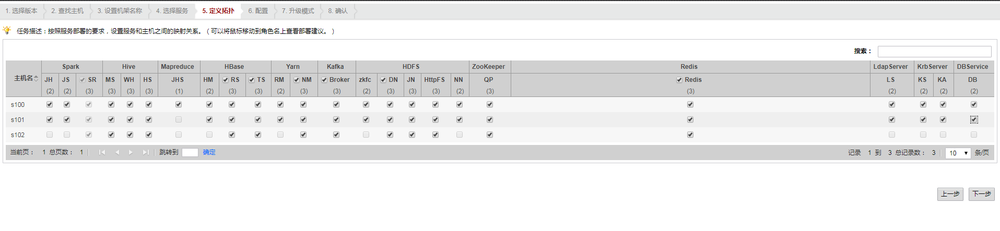 1. 选择版本 2. 查找主机 3. 设置机架名称 4. 选择服务 5. 定义拓扑 6. 配置 7. 升级模式 8. 确认
任务描述：按照服务部署的要求，设置服务和主机之间的映射关系。（可以将鼠标移动到角色名上查看部署建议。）
搜索：
主机名 Spark Hive Mapreduce HBase Yarn Kafka HDFS ZooKeeper Redis LdapServer KrbServer DBService
JH JS SR MS WH HS JHS HM RS TS RM NM Broker zkfc DN JN HttpFS NN QP Redis LS KS KA DB
(2) (2) (3) (3) (3) (3) (1) (2) (3) (3) (2) (3) (3) (2) (3) (3) (3) (2) (3) (3) (2) (2) (2) (2)
s100
s101
s102
当前页： 1 总页数： 1 跳转到 确定 记录 1 到 3 总记录数： 3 10 条/页
上一步 下一步